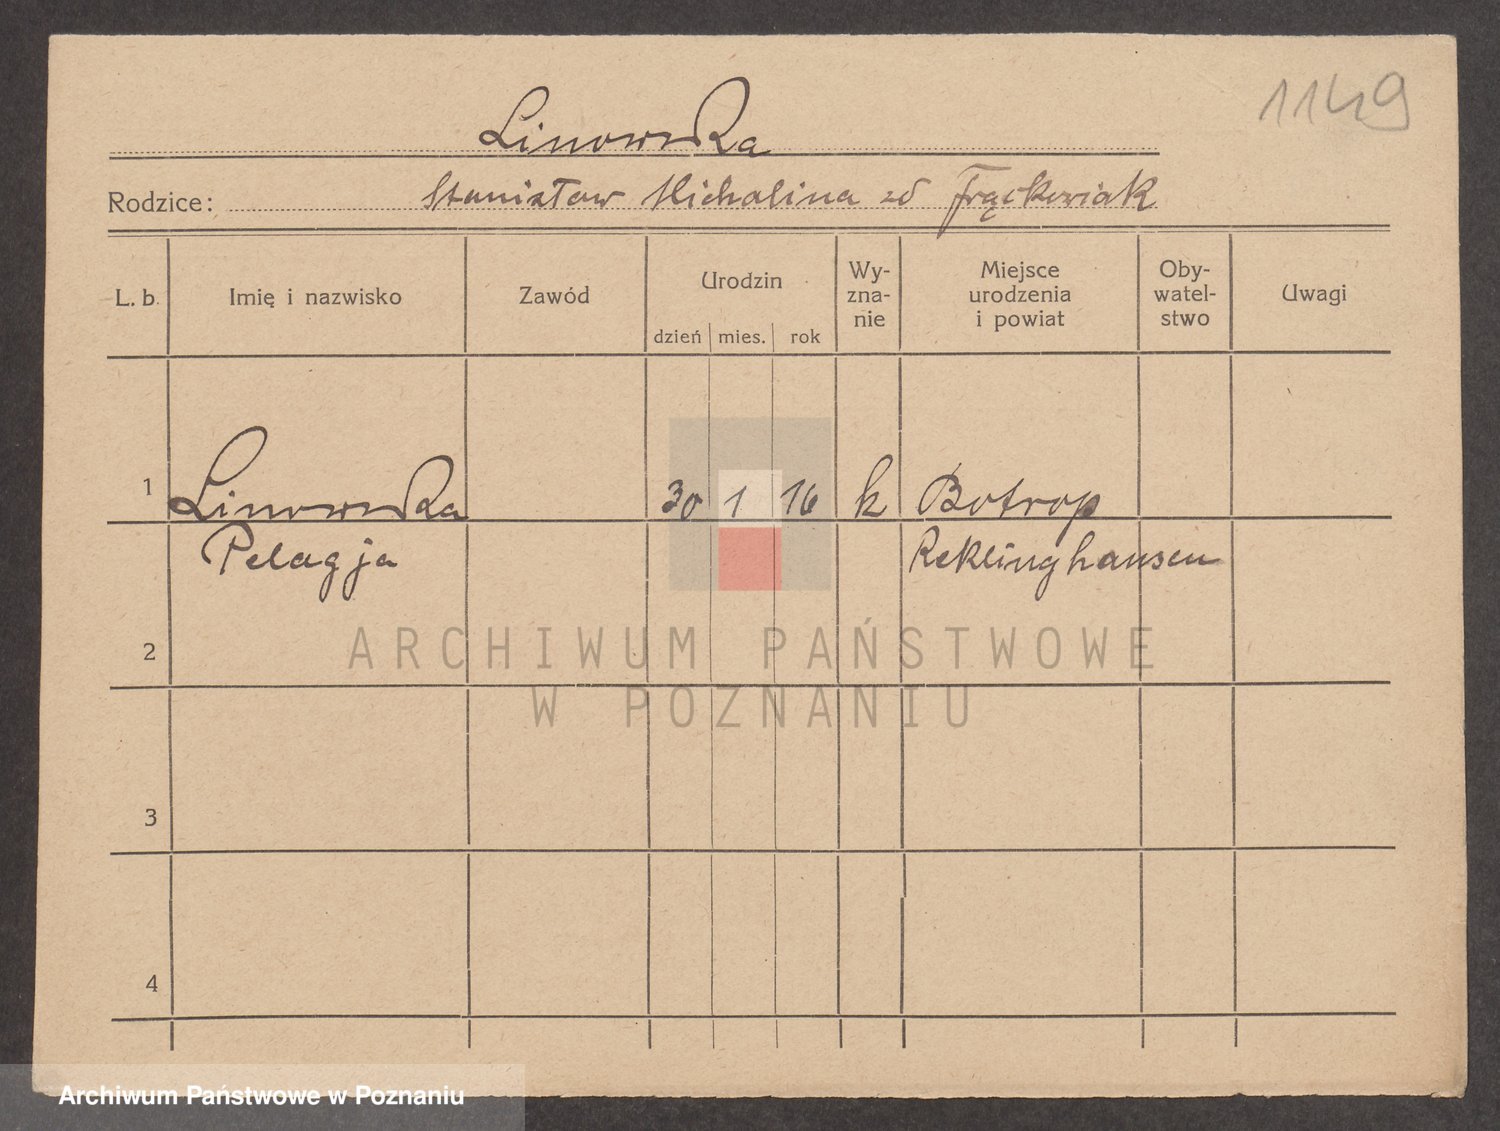 1149
Linowska
Rodzice: Stanisław Michalina zd Frąckowiak
L. b. Imię i nazwisko Zawód Urodzin dzień mies. rok Wy-
zna-
nie Miejsce
urodzenia
i powiat Oby-
watel-
stwo Uwagi
1 Linowska 30 1 16 k Botrop
Pelagja Reklinghausen
2
ARCHIWUM PAŃSTWOWE
W POZNANIU
3
4
Archiwum Państwowe w Poznaniu